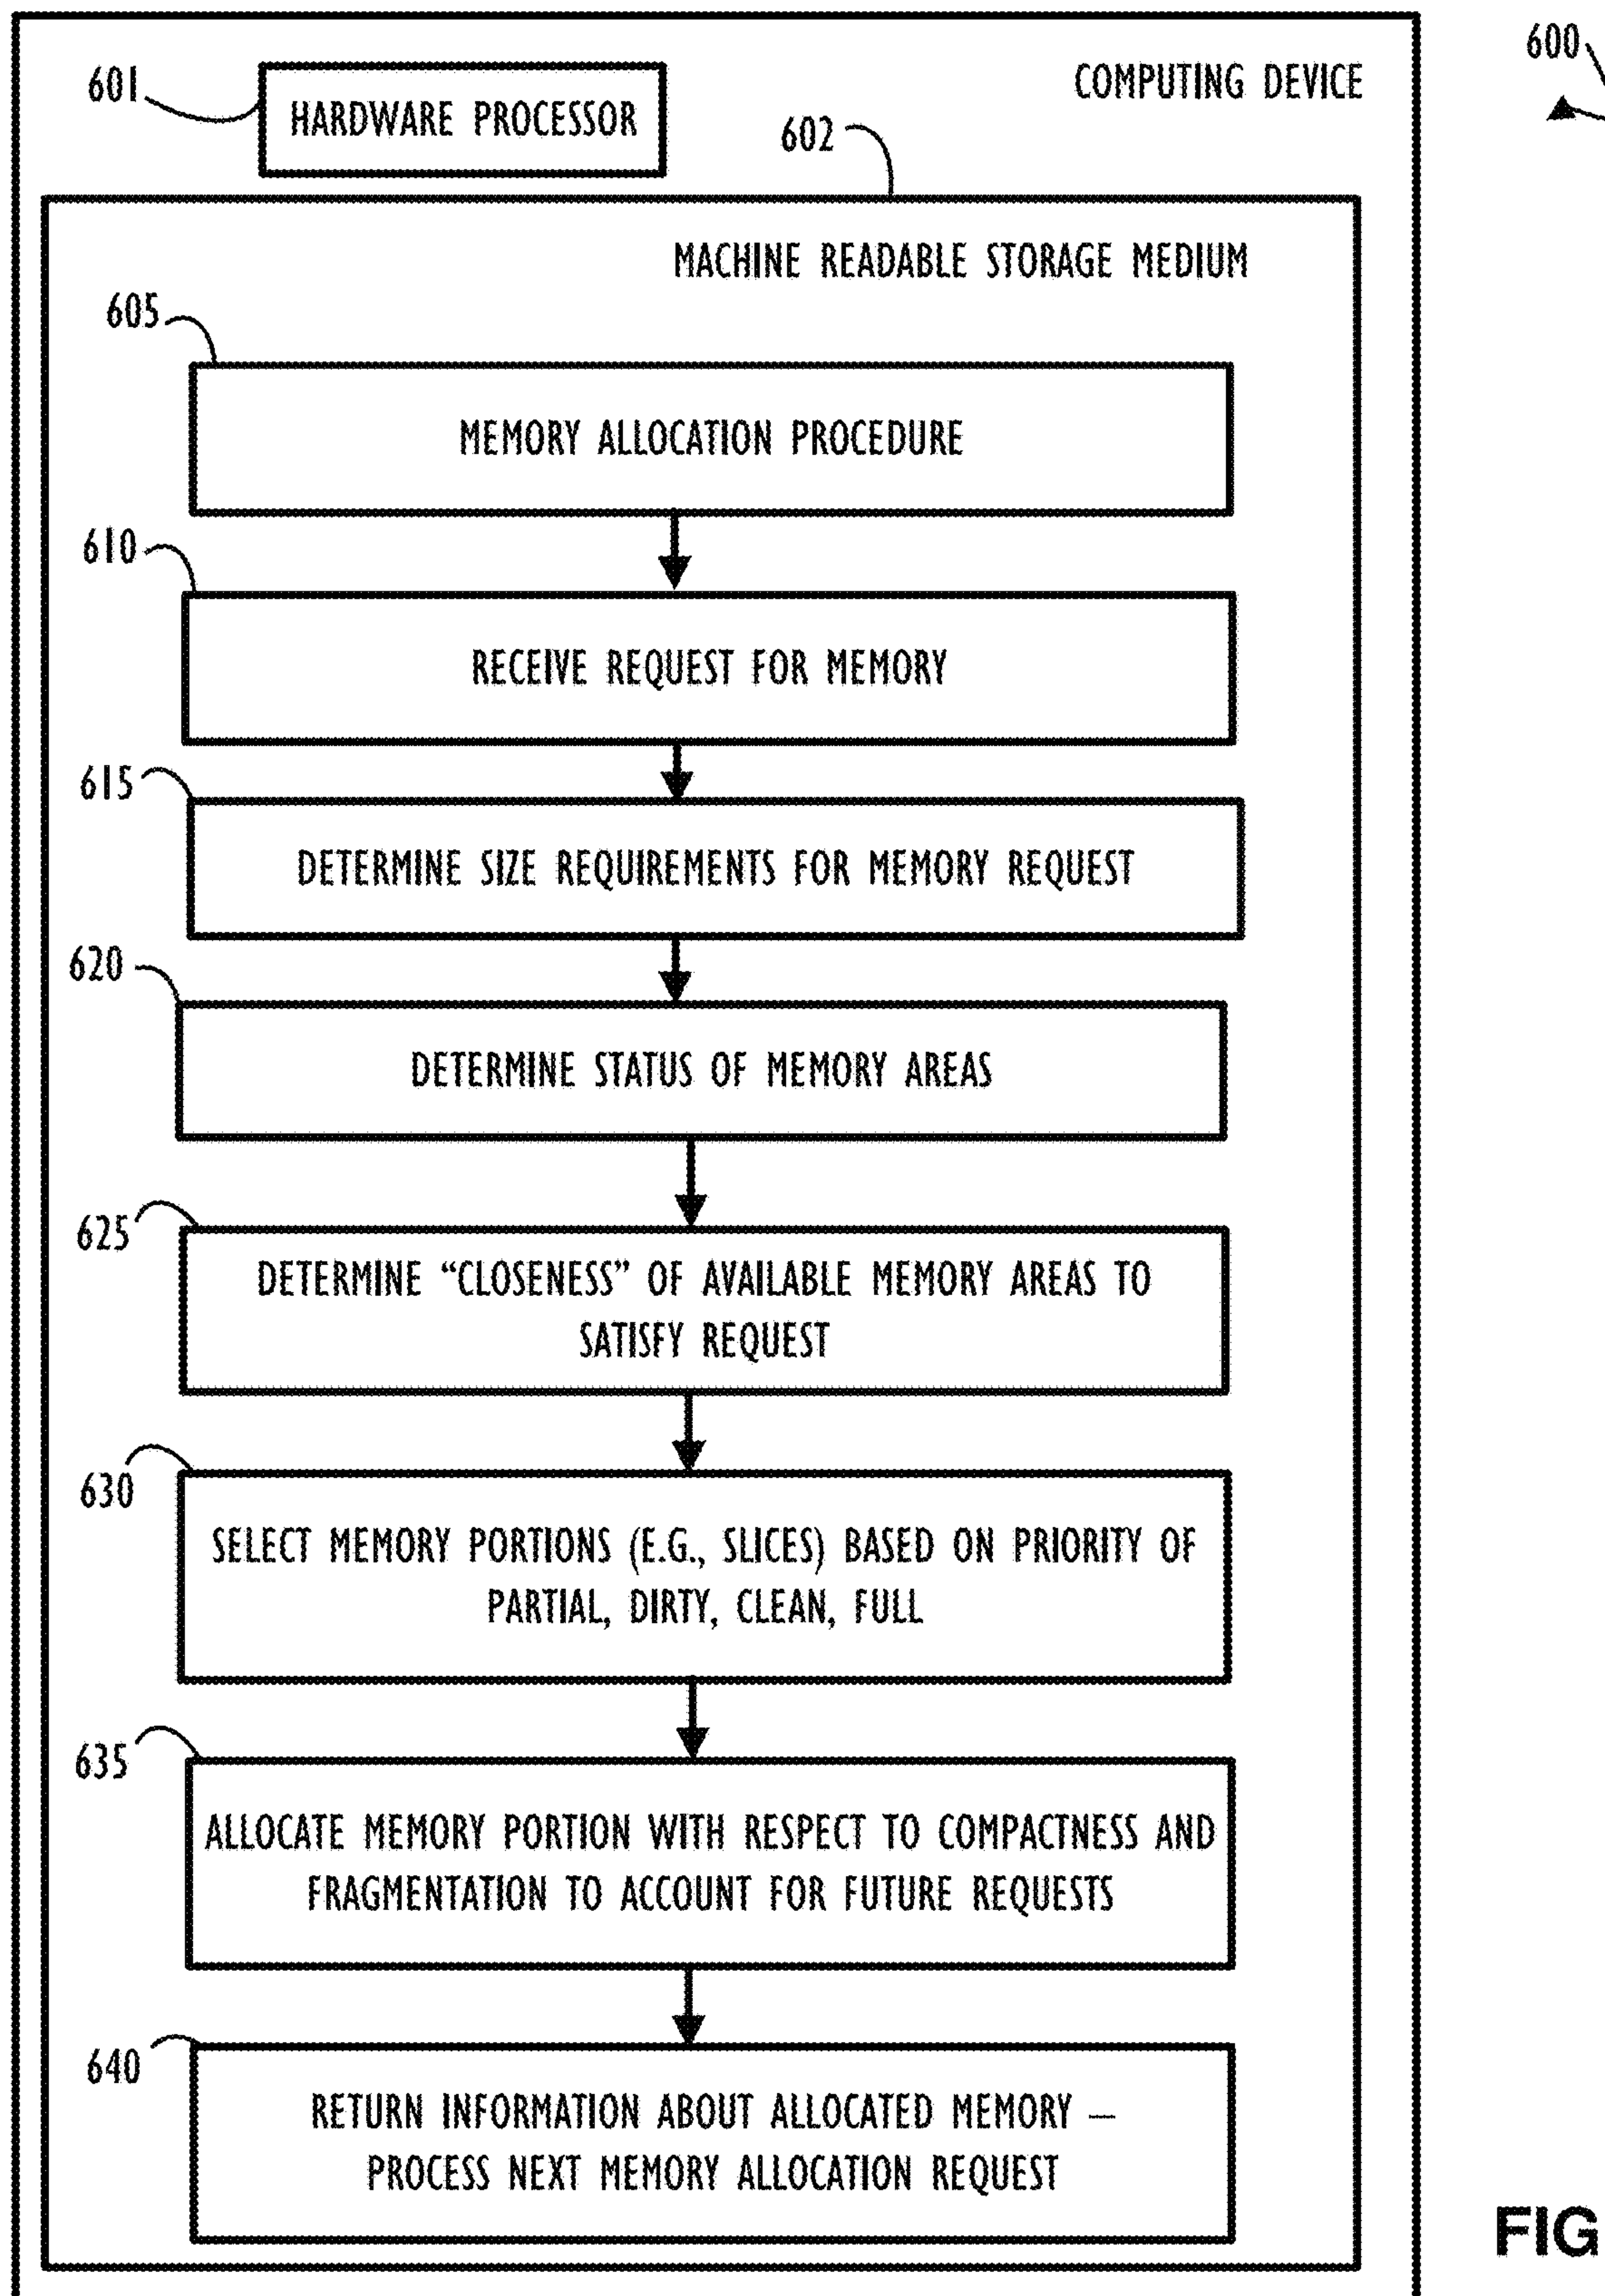 600
COMPUTING DEVICE
601
HARDWARE PROCESSOR
602
MACHINE READABLE STORAGE MEDIUM
605
MEMORY ALLOCATION PROCEDURE
610
RECEIVE REQUEST FOR MEMORY
615
DETERMINE SIZE REQUIREMENTS FOR MEMORY REQUEST
620
DETERMINE STATUS OF MEMORY AREAS
625
DETERMINE “CLOSENESS” OF AVAILABLE MEMORY AREAS TO
SATISFY REQUEST
630
SELECT MEMORY PORTIONS (E.G., SLICES) BASED ON PRIORITY OF
PARTIAL, DIRTY, CLEAN, FULL
635
ALLOCATE MEMORY PORTION WITH RESPECT TO COMPACTNESS AND
FRAGMENTATION TO ACCOUNT FOR FUTURE REQUESTS
640
RETURN INFORMATION ABOUT ALLOCATED MEMORY –
PROCESS NEXT MEMORY ALLOCATION REQUEST
FIG